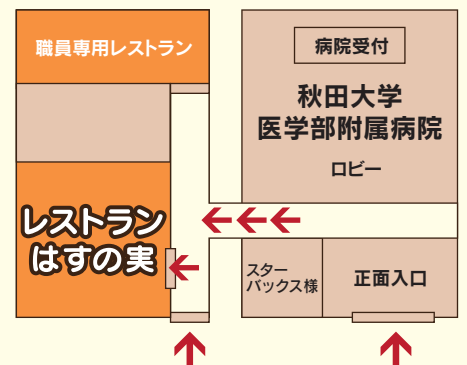 職員専用レストラン
病院受付
秋田大学
医学部附属病院
ロビー
レストラン
はすの実
スター
バックス様
正面入口